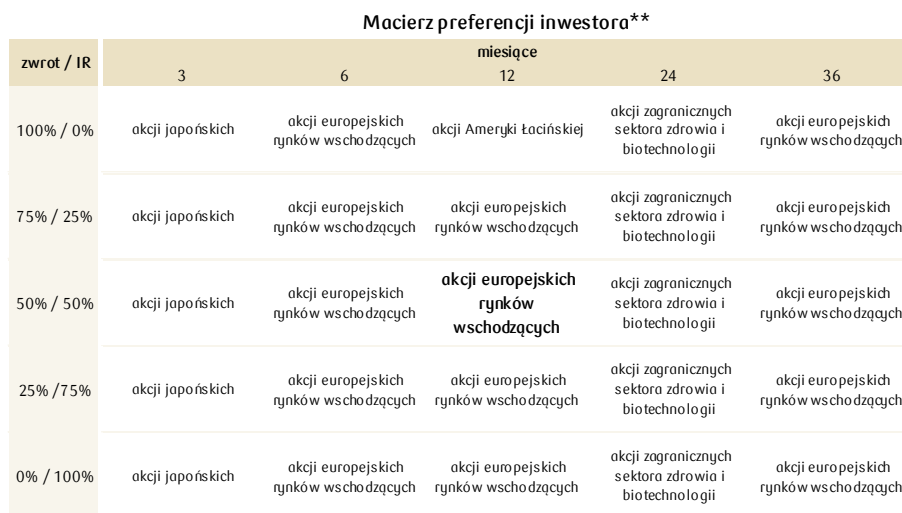 Macierz preferencji inwestora**
zwrot / IR
miesiące
3 6 12 24 36
100% / 0%
akcji japońskich
akcji europejskich
rynków wschodzących
akcji Ameryki Łacińskiej
akcji zagranicznych
sektora zdrowia i
biotechnologii
akcji europejskich
rynków wschodzących
75% / 25%
akcji japońskich
akcji europejskich
rynków wschodzących
akcji europejskich
rynków wschodzących
akcji zagranicznych
sektora zdrowia i
biotechnologii
akcji europejskich
rynków wschodzących
50% / 50%
akcji japońskich
akcji europejskich
rynków wschodzących
akcji europejskich
rynków
wschodzących
akcji zagranicznych
sektora zdrowia i
biotechnologii
akcji europejskich
rynków wschodzących
25% /75%
akcji japońskich
akcji europejskich
rynków wschodzących
akcji europejskich
rynków wschodzących
akcji zagranicznych
sektora zdrowia i
biotechnologii
akcji europejskich
rynków wschodzących
0% / 100%
akcji japońskich
akcji europejskich
rynków wschodzących
akcji europejskich
rynków wschodzących
akcji zagranicznych
sektora zdrowia i
biotechnologii
akcji europejskich
rynków wschodzących